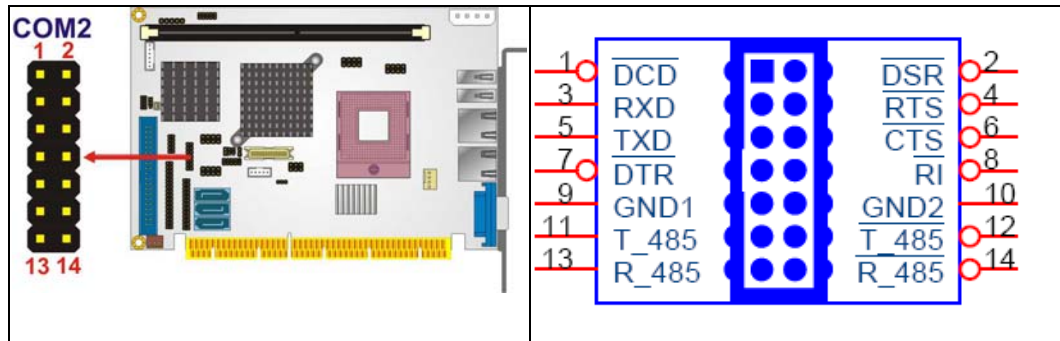 COM2
1 2
13 14
1 DCD DSR 2
3 RXD RTS 4
5 TXD CTS 6
7 DTR RI 8
9 GND1 GND2 10
11 T_485 T_485 12
13 R_485 R_485 14